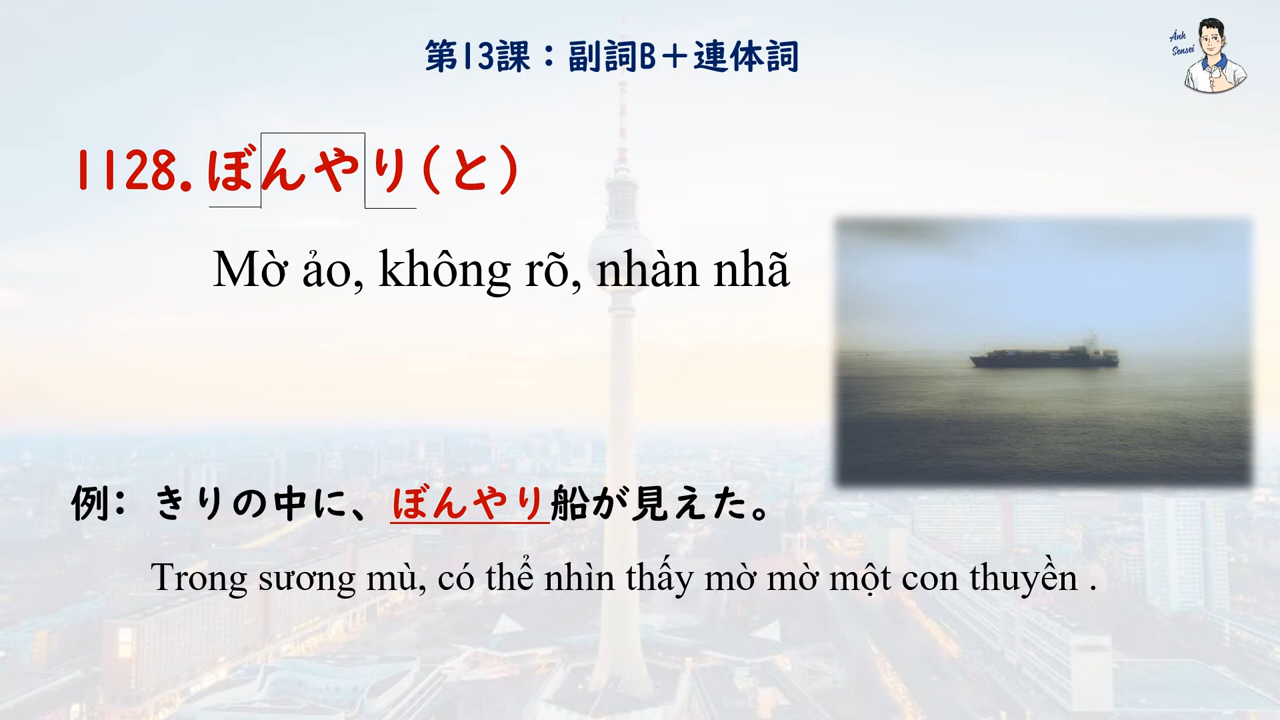 第13課：副詞B＋連体詞
Anh
Sensei
1128. ぼんやり（と）
Mờ ảo, không rõ, nhàn nhã
例： きりの中に、ぼんやり船が見えた。
Trong sương mù, có thể nhìn thấy mờ mờ một con thuyền .